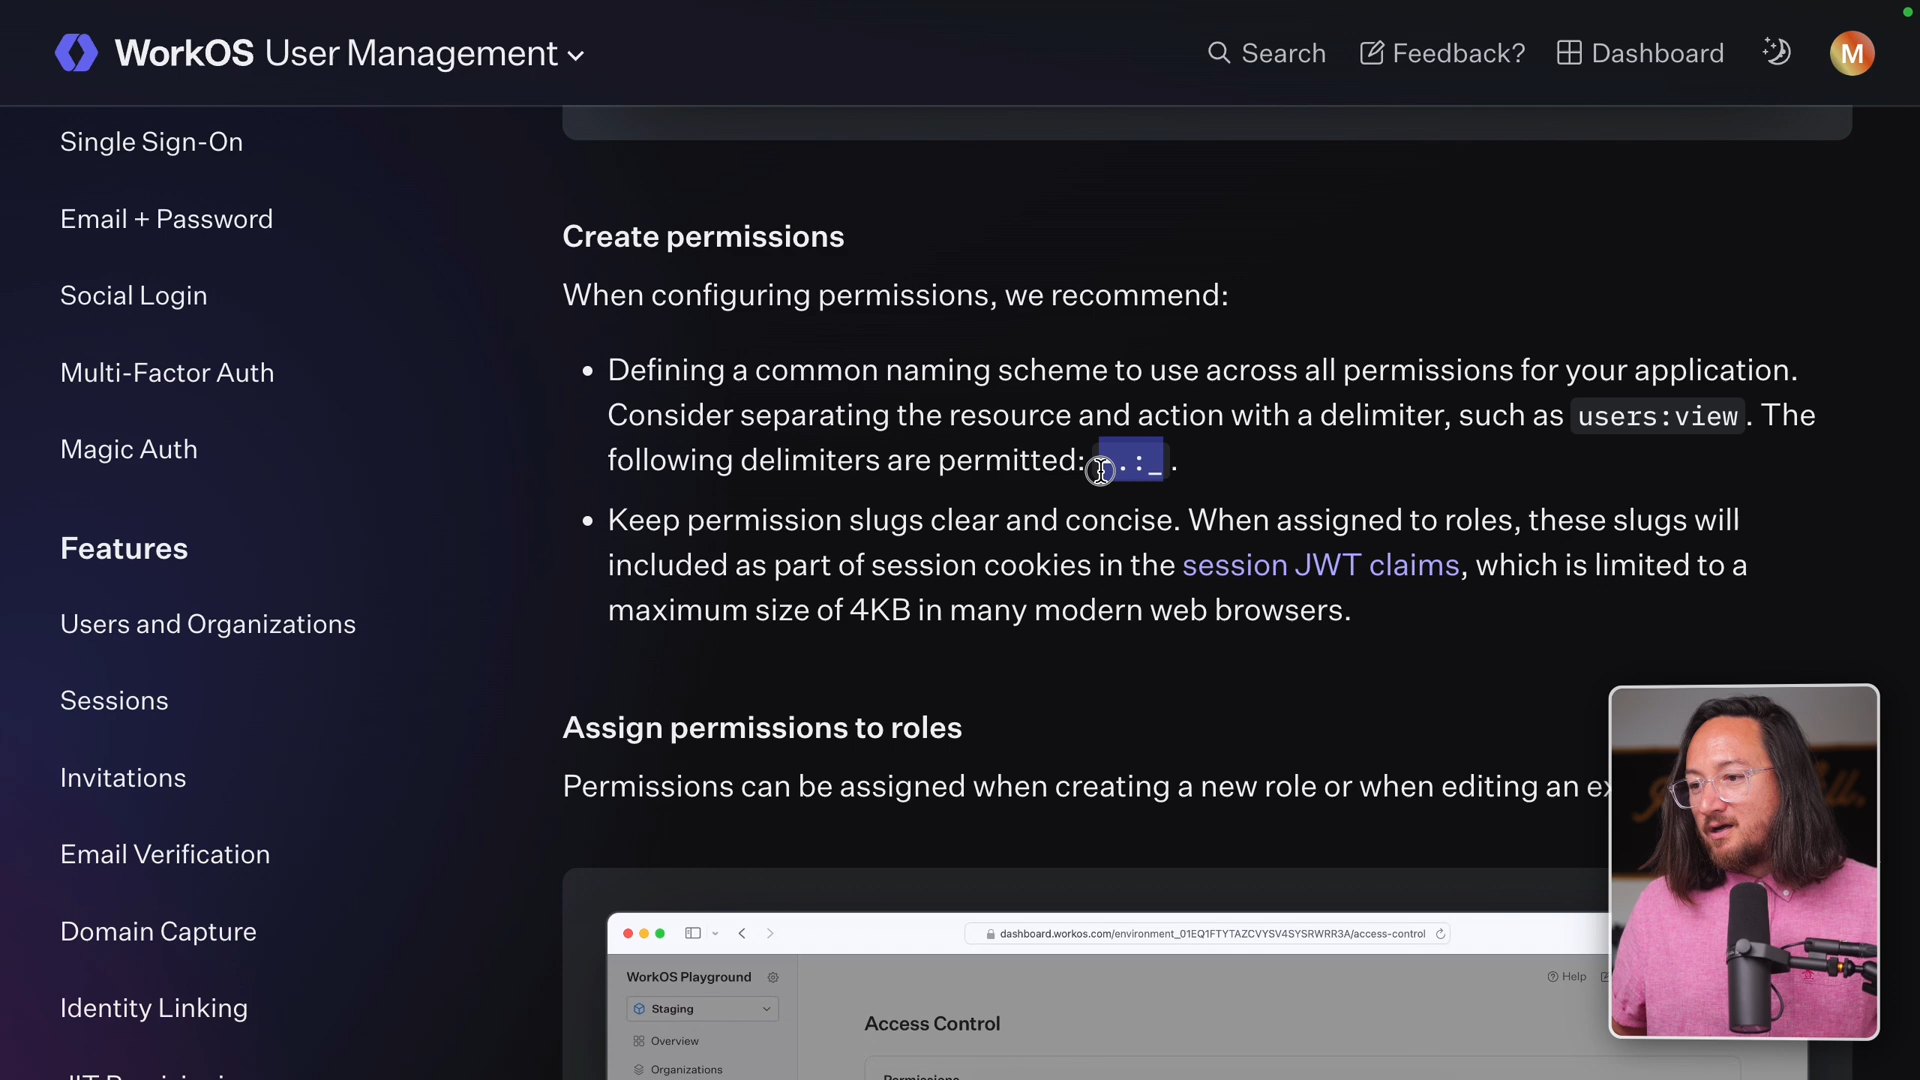 WorkOS User Management
Search
Feedback?
Dashboard
M
Single Sign-On
Email + Password
Social Login
Multi-Factor Auth
Magic Auth
Features
Users and Organizations
Sessions
Invitations
Email Verification
Domain Capture
Identity Linking
Create permissions
When configuring permissions, we recommend:
• Defining a common naming scheme to use across all permissions for your application.
Consider separating the resource and action with a delimiter, such as users:view. The
following delimiters are permitted: .:_ .
• Keep permission slugs clear and concise. When assigned to roles, these slugs will
included as part of session cookies in the session JWT claims, which is limited to a
maximum size of 4KB in many modern web browsers.
Assign permissions to roles
Permissions can be assigned when creating a new role or when editing an
dashboard.workos.com/environment_01EQ1FTYTAZCVYSV4SYSRWRR3A/access-control
WorkOS Playground
Help
Staging
Access Control
Overview
Organizations
Permissions